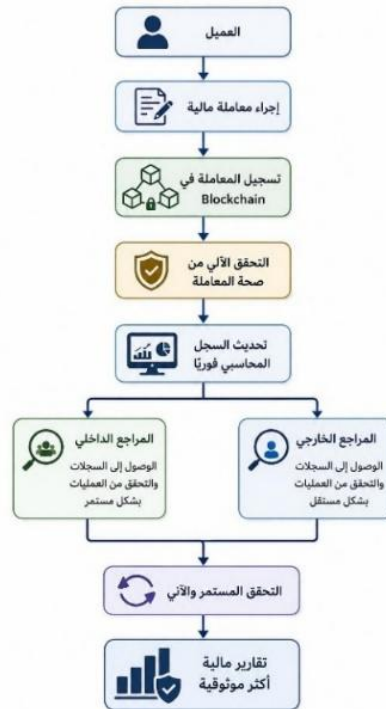 العميل
إجراء معاملة مالية
تسجيل المعاملة في
Blockchain
التحقق الآلي من
صحة المعاملة
تحديث السجل
المحاسبي فوريًا
المراجع الداخلي
الوصول إلى السجلات
والتحقق من العمليات
بشكل مستمر
المراجع الخارجي
الوصول إلى السجلات
والتحقق من العمليات
بشكل مستقل
التحقق المستمر والآني
تقارير مالية
أكثر موثوقية